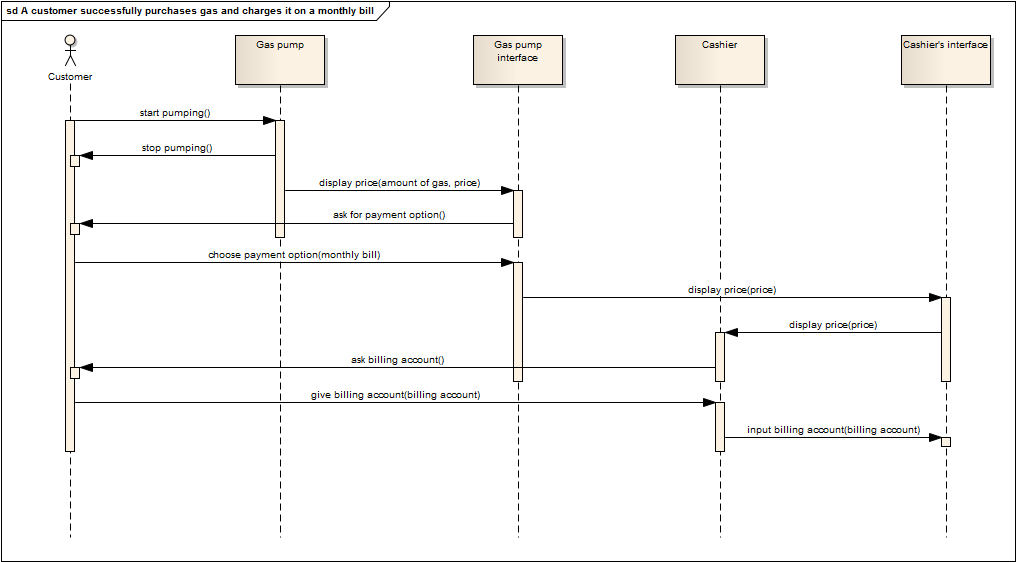 sd A customer successfully purchases gas and charges it on a monthly bill
Customer
Gas pump
Gas pump
interface
Cashier
Cashier's interface
start pumping()
stop pumping()
display price(amount of gas, price)
ask for payment option()
choose payment option(monthly bill)
display price(price)
display price(price)
ask billing account()
give billing account(billing account)
input billing account(billing account)